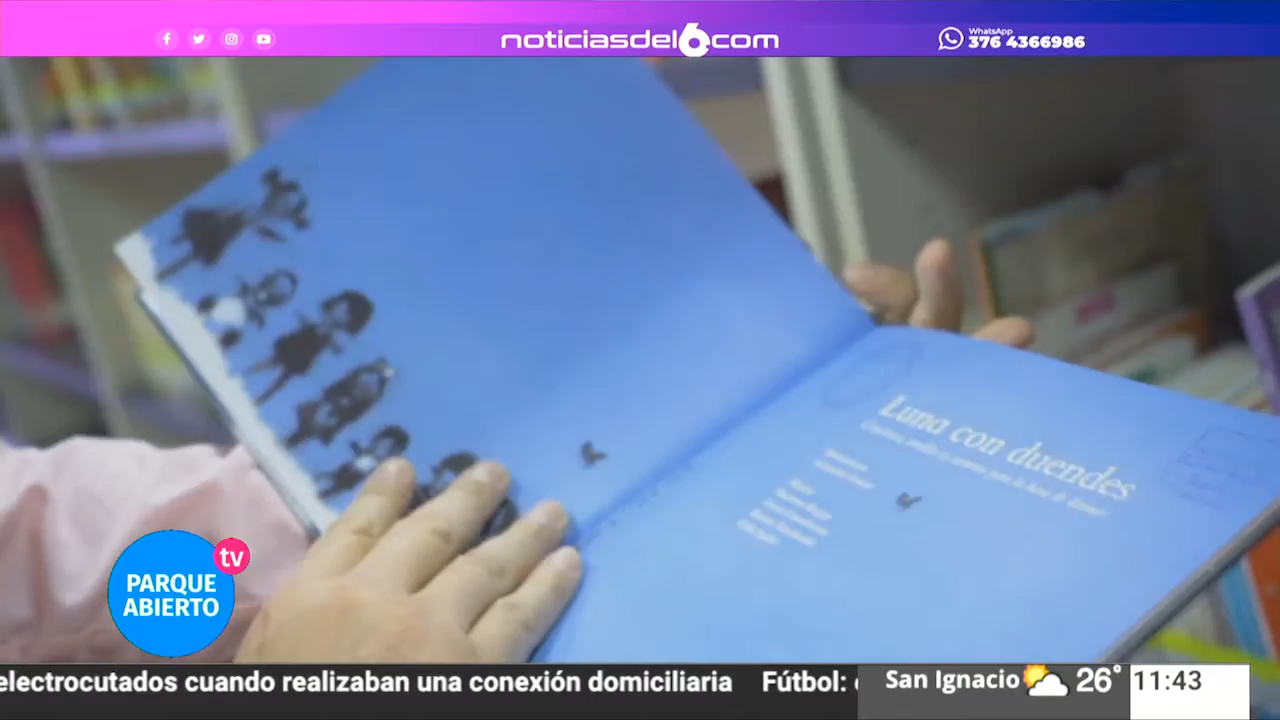 noticiasdel6.com
WhatsApp
376 4366986
Luna con duendes
tv
PARQUE
ABIERTO
electrocutados cuando realizaban una conexión domiciliaria Fútbol:
San Ignacio 26° 11:43